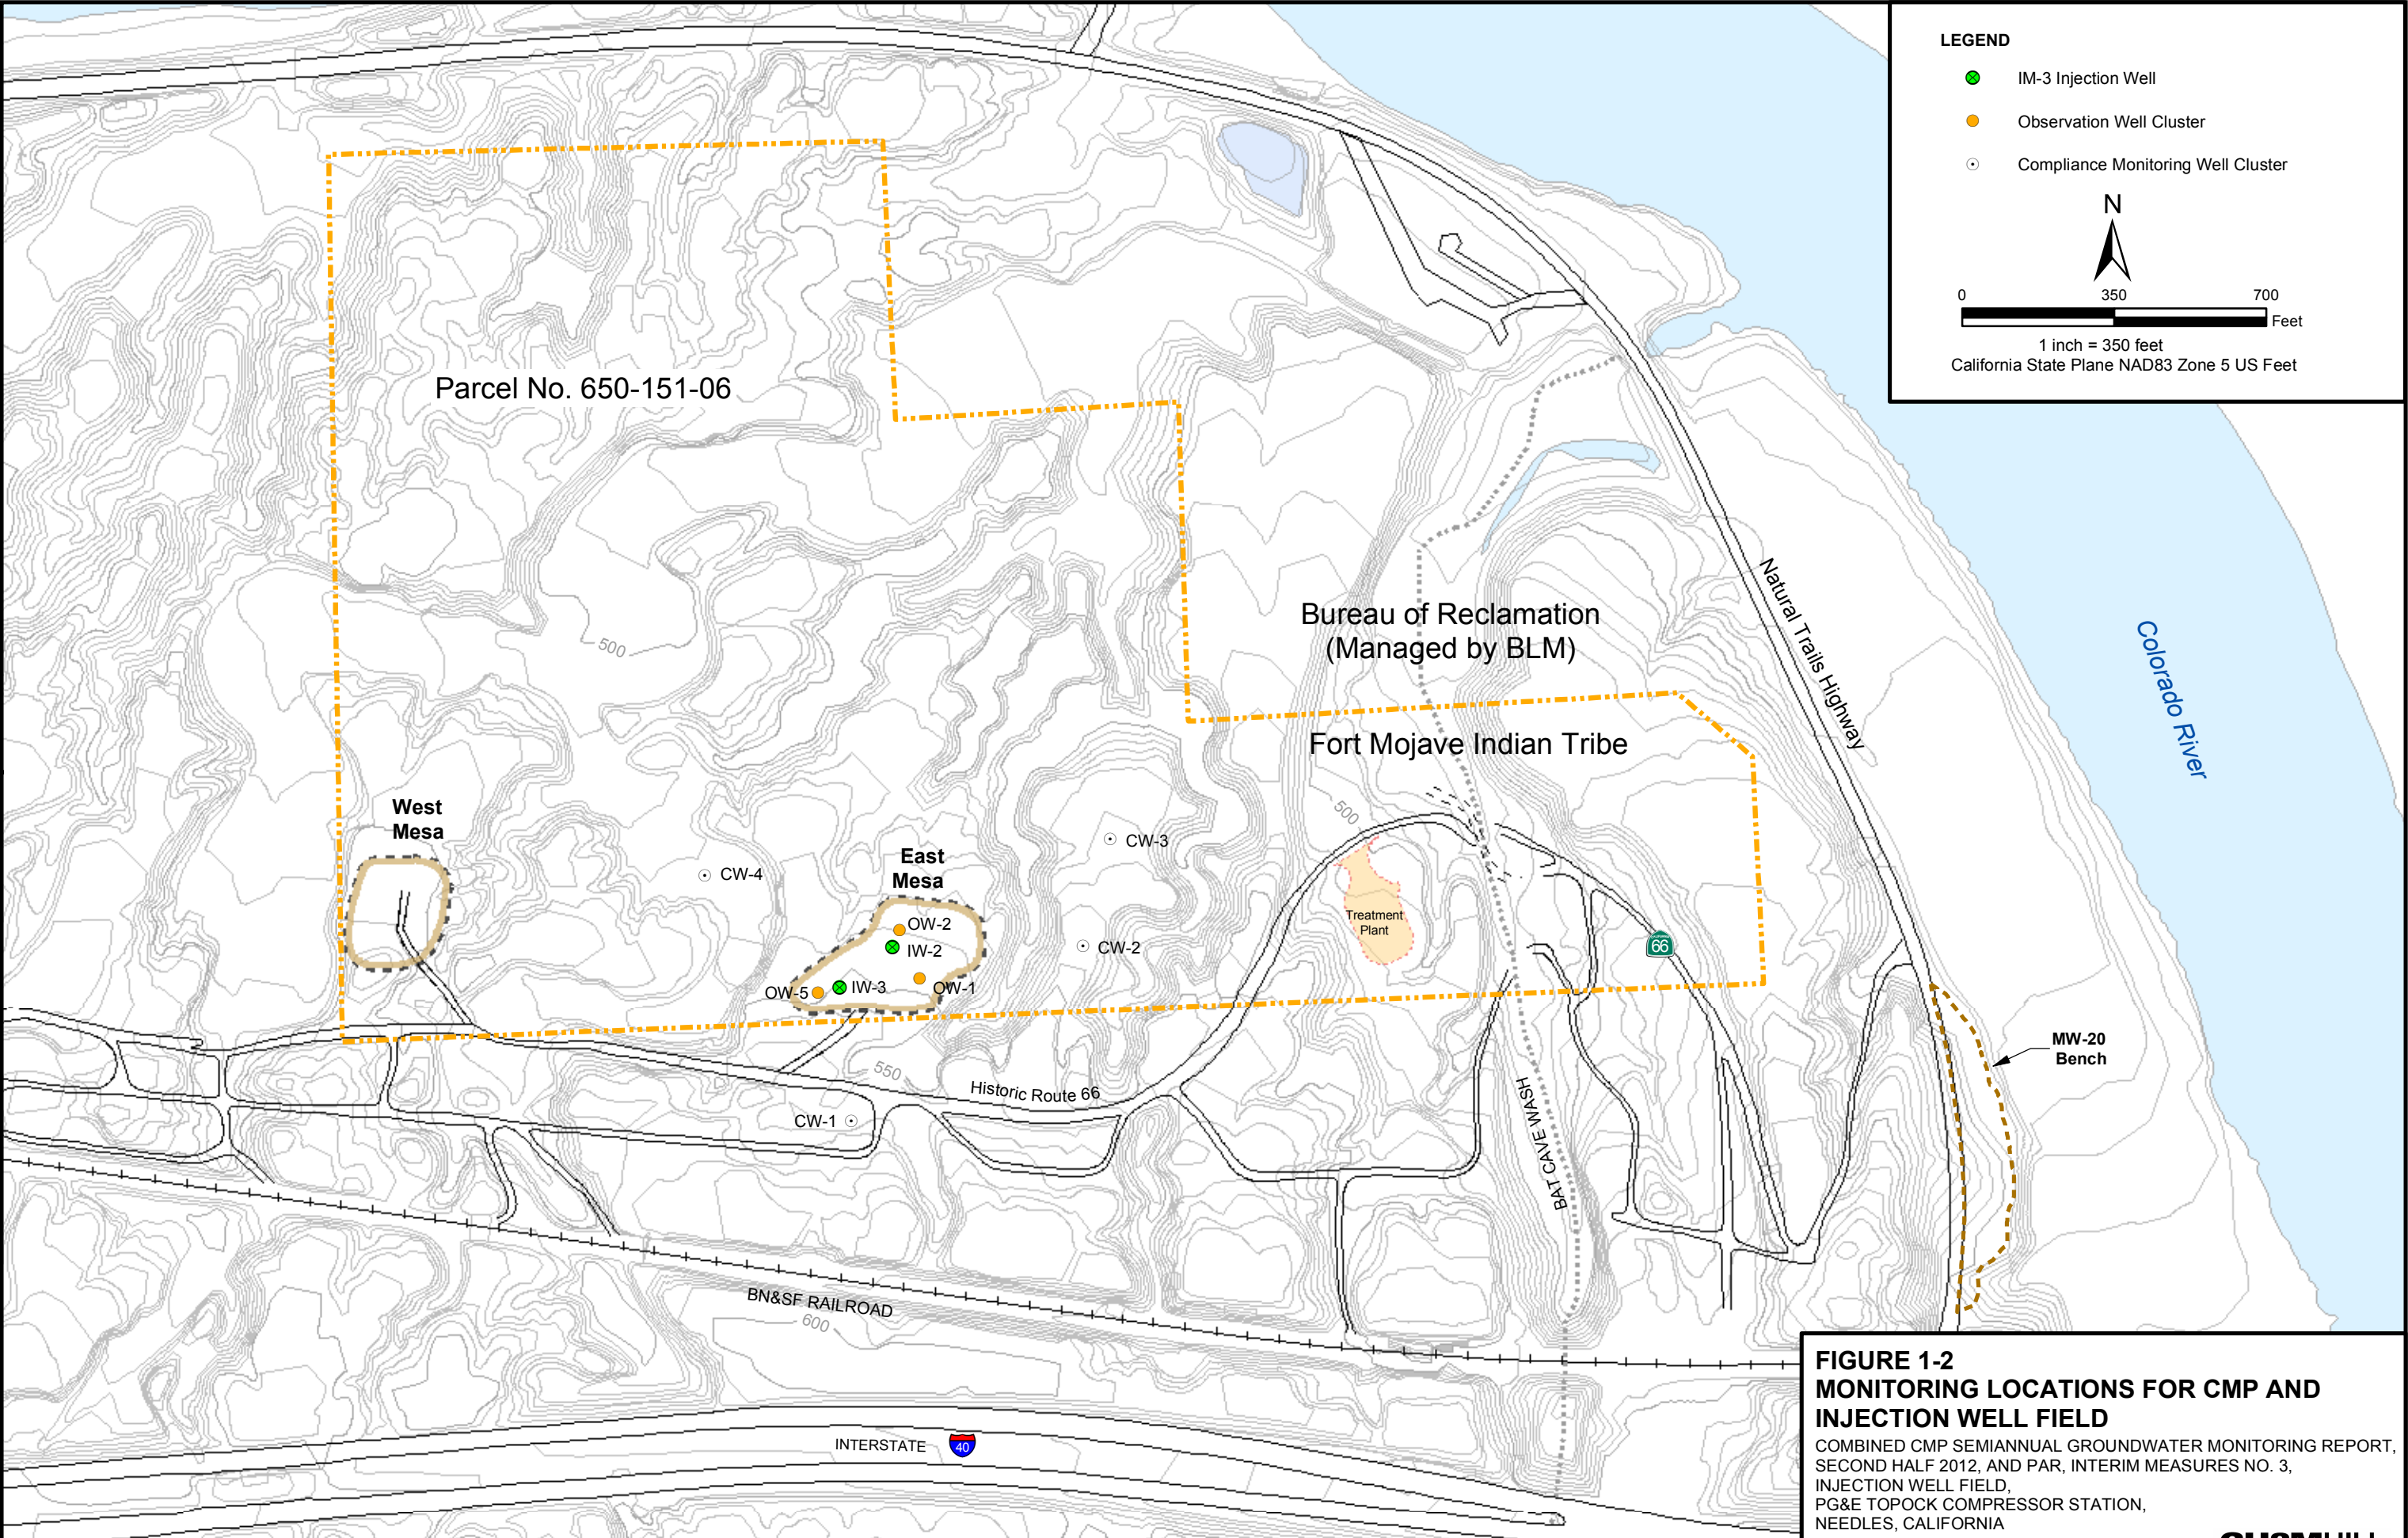 LEGEND
IM-3 Injection Well
Observation Well Cluster
Compliance Monitoring Well Cluster
N
0 350 700
Feet
1 inch = 350 feet
California State Plane NAD83 Zone 5 US Feet
Parcel No. 650-151-06
Bureau of Reclamation
(Managed by BLM)
Natural Trails Highway
Colorado River
500
Fort Mojave Indian Tribe
500
West
Mesa
East
Mesa
CW-3
CW-4
Treatment
Plant
OW-2
IW-2
CW-2
66
OW-5
IW-3
OW-1
MW-20
Bench
550
Historic Route 66
CW-1
BAT CAVE WASH
BN&SF RAILROAD
600
INTERSTATE 40
FIGURE 1-2
MONITORING LOCATIONS FOR CMP AND
INJECTION WELL FIELD
COMBINED CMP SEMIANNUAL GROUNDWATER MONITORING REPORT,
SECOND HALF 2012, AND PAR, INTERIM MEASURES NO. 3,
INJECTION WELL FIELD,
PG&E TOPOCK COMPRESSOR STATION,
NEEDLES, CALIFORNIA